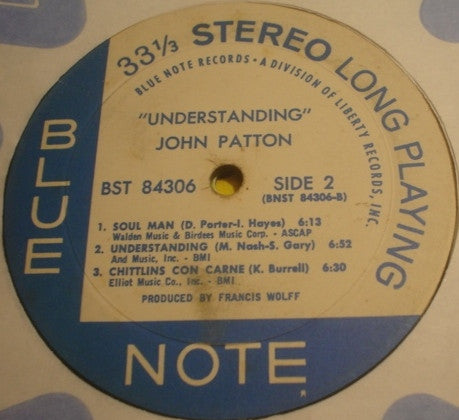 33⅓ STEREO LONG PLAYING
BLUE NOTE RECORDS • A DIVISION OF LIBERTY RECORDS, INC.
"UNDERSTANDING"
JOHN PATTON
BST 84306
SIDE 2
(BNST 84306-B)
1. SOUL MAN (D. Porter-I. Hayes) 6:13
Walden Music & Birdees Music Corp. - ASCAP
2. UNDERSTANDING (M. Nash-S. Gary) 6:52
And Music, Inc. - BMI
3. CHITTLINS CON CARNE (K. Burrell) 6:30
Elliot Music Co., Inc. - BMI
PRODUCED BY FRANCIS WOLFF
BLUE
NOTE